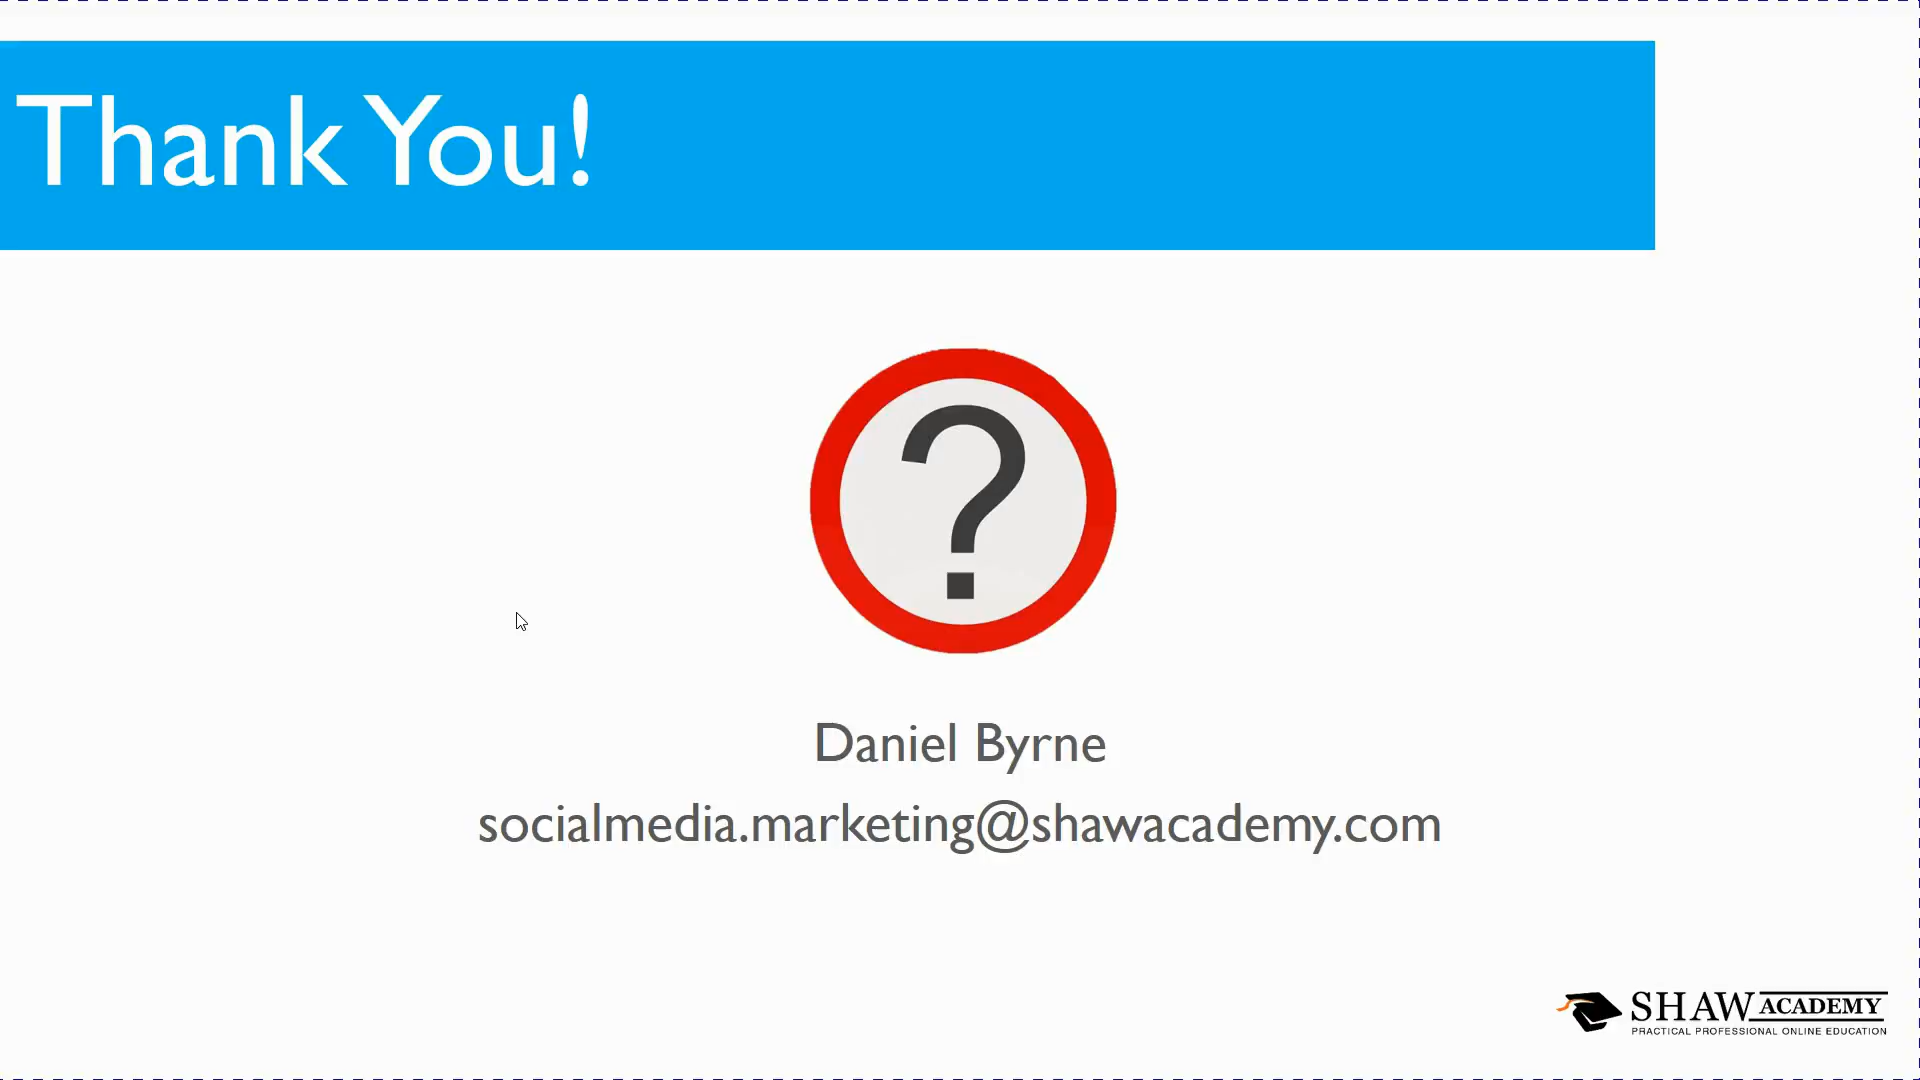 Thank You!
?
Daniel Byrne
socialmedia.marketing@shawacademy.com
SHAW ACADEMY
PRACTICAL PROFESSIONAL ONLINE EDUCATION